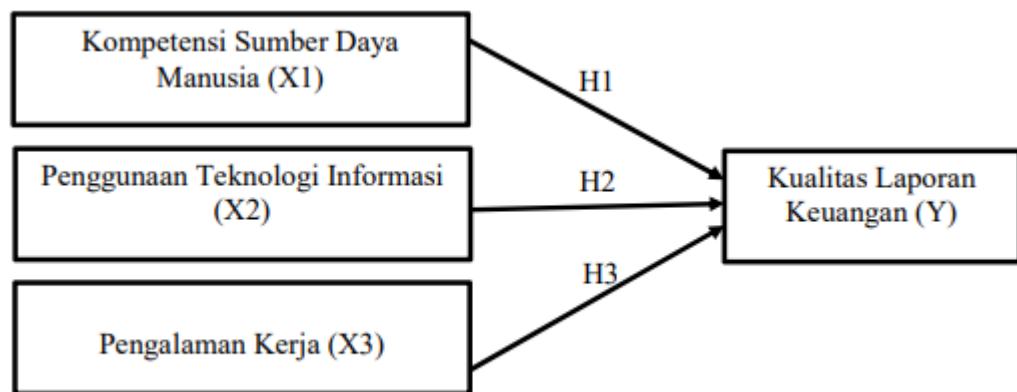 Kompetensi Sumber Daya
Manusia (X1)
H1
Penggunaan Teknologi Informasi
(X2)
H2
Kualitas Laporan
Keuangan (Y)
H3
Pengalaman Kerja (X3)